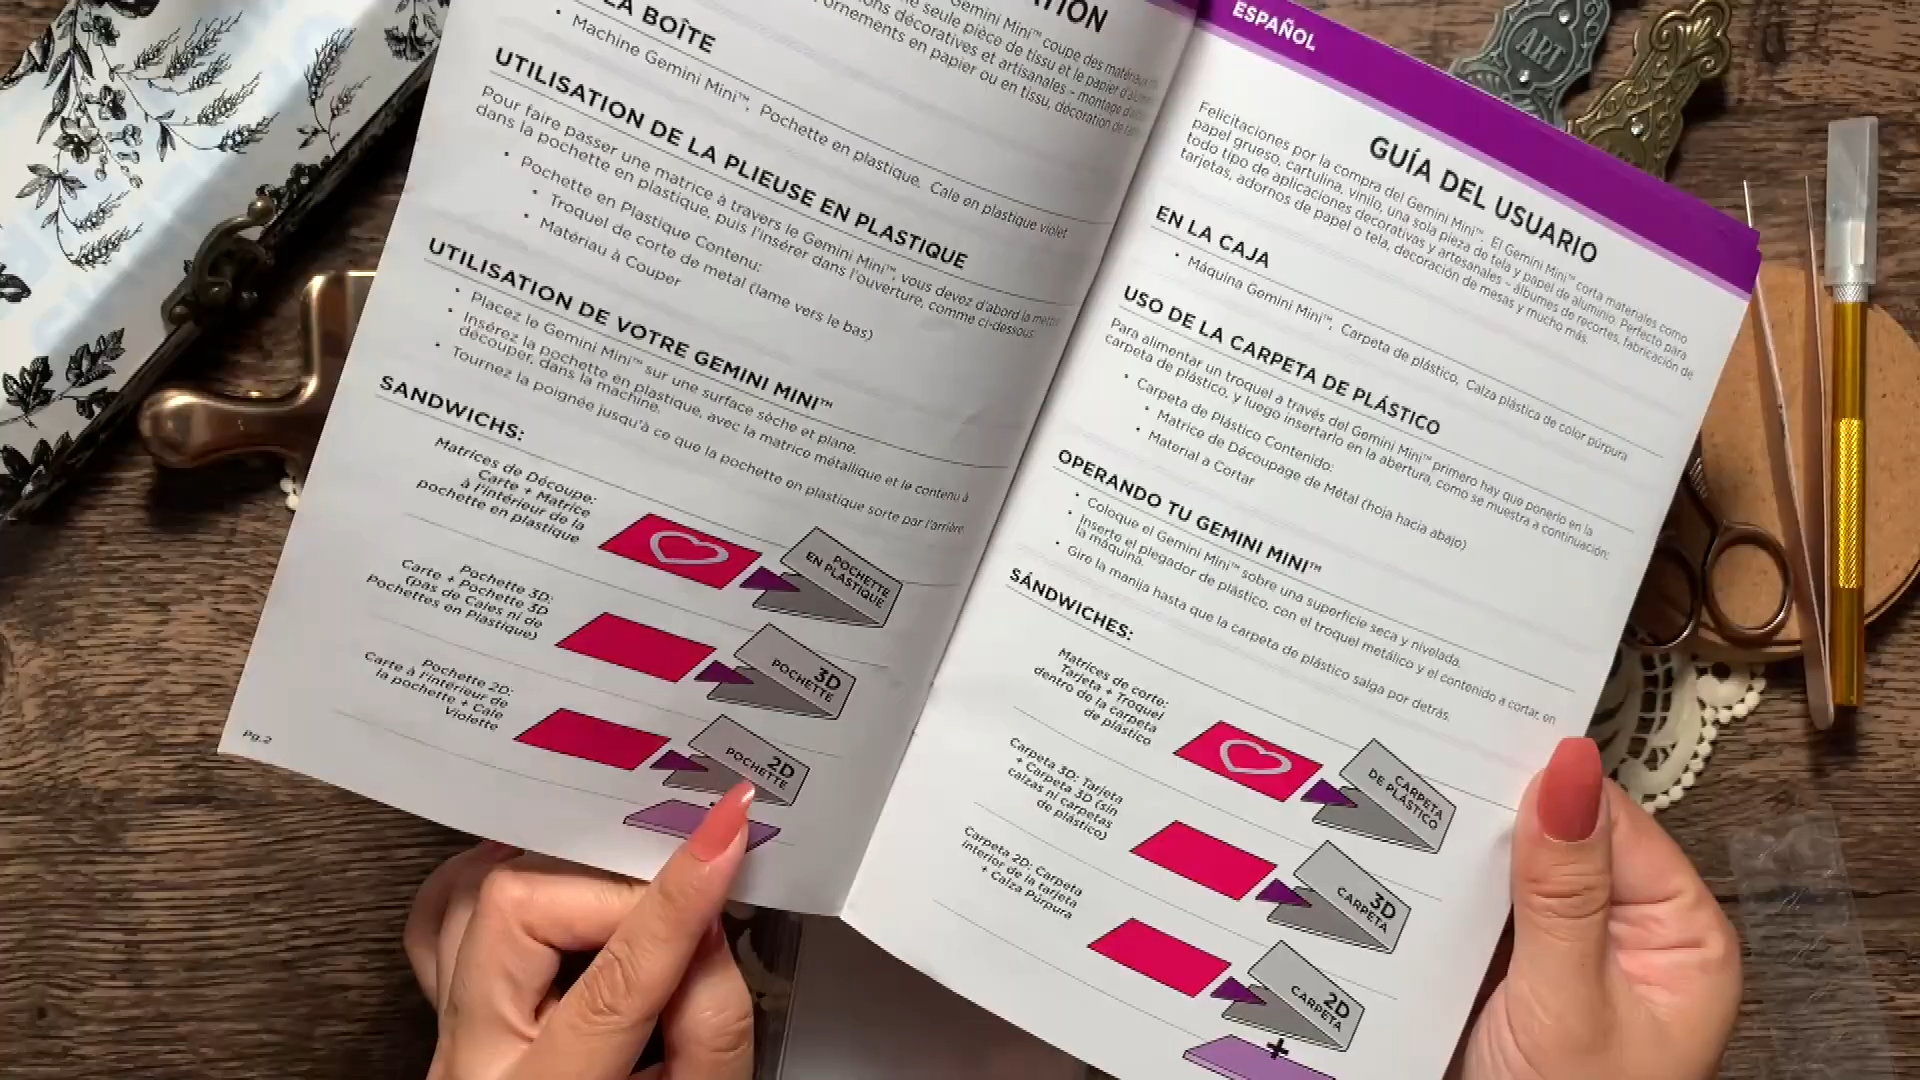 LA BOÎTE
Machine Gemini Mini™, Pochette en plastique, Cale en plastique violet
UTILISATION DE LA PLIEUSE EN PLASTIQUE
Pour faire passer une matrice à travers le Gemini Mini™, vous devez d'abord la mettre
dans la pochette en plastique, puis l'insérer dans l'ouverture, comme ci-dessous
• Pochette en Plastique Contenu:
• Troquel de corte de metal (lame vers le bas)
• Matériau à Couper
UTILISATION DE VOTRE GEMINI MINI™
• Placez le Gemini Mini™ sur une surface sèche et plane.
• Insérez la pochette en plastique, avec la matrice métallique et le contenu à
découper, dans la machine.
• Tournez la poignée jusqu'à ce que la pochette en plastique sorte par l'arrière
SANDWICHS:
Matrices de Découpe:
Carte + Matrice
à l'intérieur de la
pochette en plastique
POCHETTE
EN PLASTIQUE
Pochette 3D:
Carte + Pochette 3D
(pas de Cales ni de
Pochettes en Plastique)
3D
POCHETTE
Pochette 2D:
Carte à l'intérieur de
la pochette + Cale
Violette
2D
POCHETTE
Pg.2
ESPAÑOL
GUÍA DEL USUARIO
Felicitaciones por la compra del Gemini Mini™. El Gemini Mini™ corta materiales como
papel grueso, cartulina, vinilo, una sola pieza de tela y papel de aluminio. Perfecto para
todo tipo de aplicaciones decorativas y artesanales - álbumes de recortes, fabricación de
tarjetas, adornos de papel o tela, decoración de mesas y mucho más.
EN LA CAJA
• Máquina Gemini Mini™, Carpeta de plástico, Calza plástica de color púrpura
USO DE LA CARPETA DE PLÁSTICO
Para alimentar un troquel a través del Gemini Mini™ primero hay que ponerlo en la
carpeta de plástico, y luego insertarlo en la abertura, como se muestra a continuación:
• Carpeta de Plástico Contenido:
• Matrice de Découpage de Métal (hoja hacia abajo)
• Material a Cortar
OPERANDO TU GEMINI MINI™
• Coloque el Gemini Mini™ sobre una superficie seca y nivelada.
• Inserte el plegador de plástico, con el troquel metálico y el contenido a cortar, en
la máquina.
• Gire la manija hasta que la carpeta de plástico salga por detrás.
SÁNDWICHES:
Matrices de corte:
Tarjeta + Troquel
dentro de la carpeta
de plástico
CARPETA
DE PLÁSTICO
Carpeta 3D: Tarjeta
+ Carpeta 3D (sin
calzas ni carpetas
de plástico)
3D
CARPETA
Carpeta 2D: Carpeta
interior de la tarjeta
+ Calza Púrpura
2D
CARPETA
+
ART